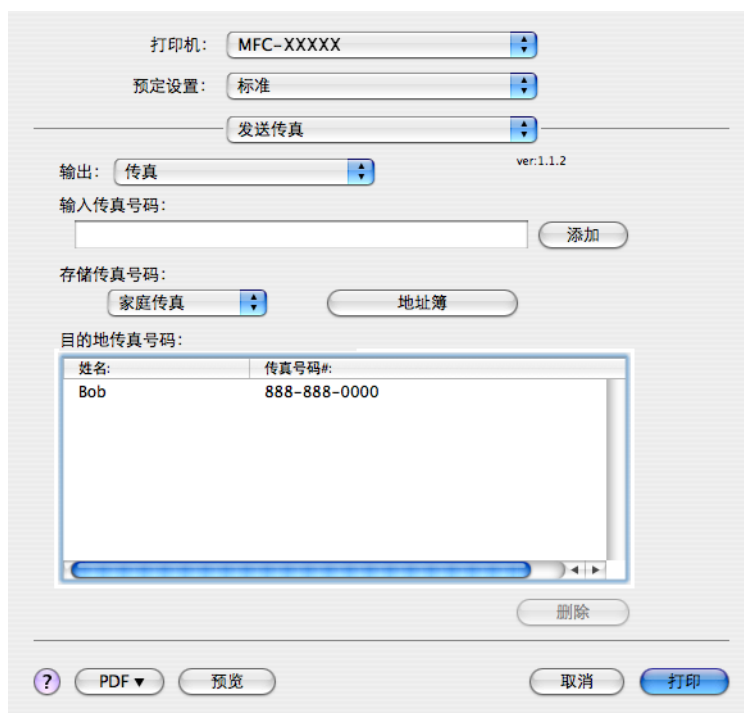 打印机： MFC-XXXXX
预定设置： 标准
发送传真
输出： 传真 ver:1.1.2
输入传真号码：
添加
存储传真号码：
家庭传真 地址簿
目的地传真号码：
姓名: 传真号码#:
Bob 888-888-0000
删除
? PDF▼ 预览 取消 打印